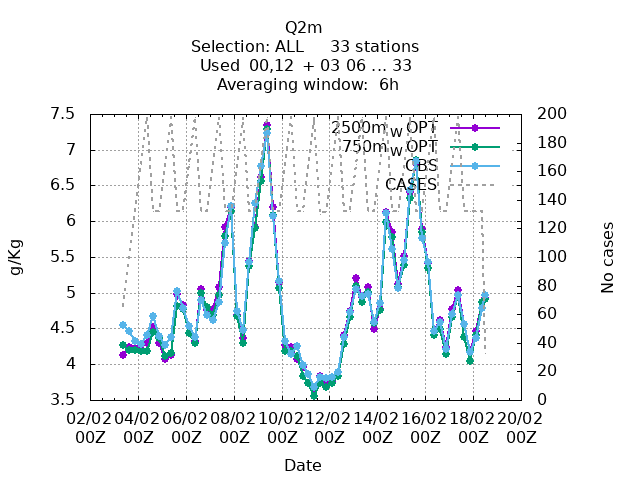 Q2m
Selection: ALL 33 stations
Used 00,12 + 03 06 ... 33
Averaging window: 6h
7.5
7
6.5
6
5.5
5
4.5
4
3.5
g/Kg
200
180
160
140
120
100
80
60
40
20
0
No cases
2500m w OPT
750m w OPT
OBS
CASES
02/02 04/02 06/02 08/02 10/02 12/02 14/02 16/02 18/02 20/02
00Z 00Z 00Z 00Z 00Z 00Z 00Z 00Z 00Z 00Z
Date